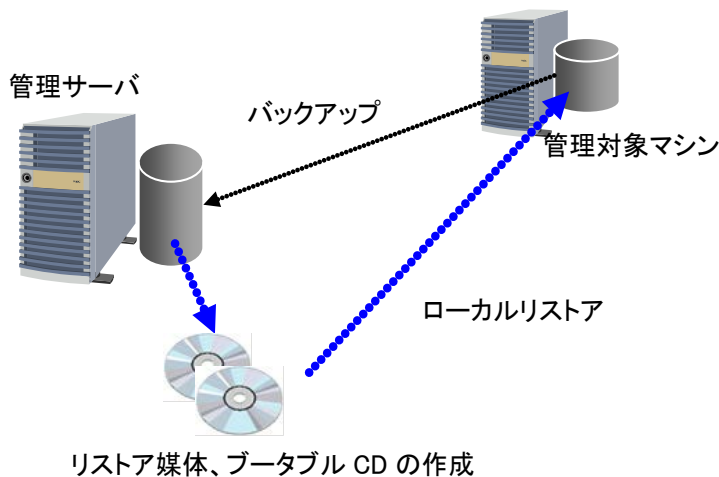 管理サーバ
バックアップ
管理対象マシン
ローカルリストア
リストア媒体、ブータブル CD の作成